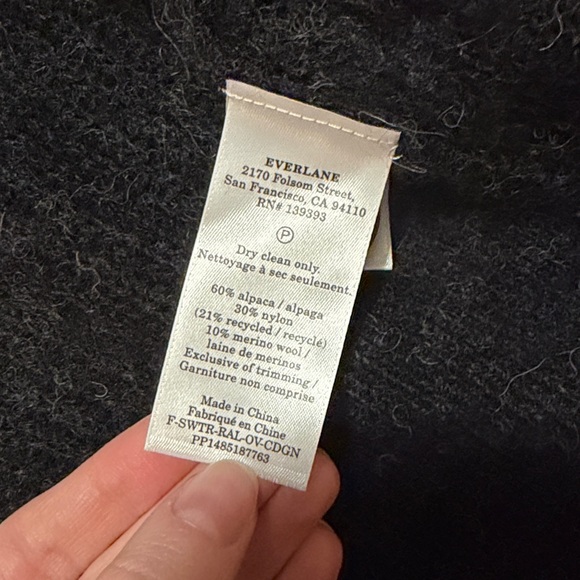 EVERLANE
2170 Folsom Street,
San Francisco, CA 94110
RN# 139393
P
Dry clean only.
Nettoyage à sec seulement.
60% alpaca / alpaga
30% nylon
(21% recycled / recyclé)
10% merino wool /
laine de merinos
Exclusive of trimming /
Garniture non comprise
Made in China
Fabriqué en Chine
F-SWTR-RAL-OV-CDGN
PP1485187763